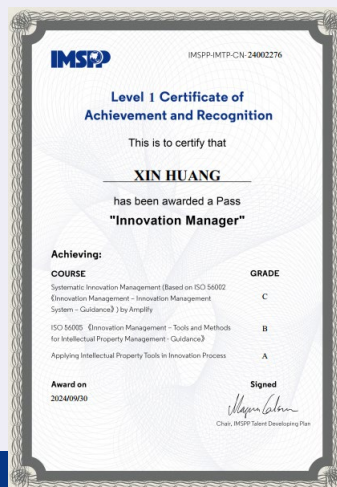 IMSPP
IMSPP-IMTP-CN-24002276
Level 1 Certificate of
Achievement and Recognition
This is to certify that
XIN HUANG
has been awarded a Pass
"Innovation Manager"
Achieving:
COURSE GRADE
Systematic Innovation Management (Based on ISO 56002
《Innovation Management – Innovation Management
System – Guidance》) by Amplify C
ISO 56005 《Innovation Management – Tools and Methods
for Intellectual Property Management - Guidance》 B
Applying Intellectual Property Tools in Innovation Process A
Award on Signed
2024/09/30
Chair, IMSPP Talent Developing Plan